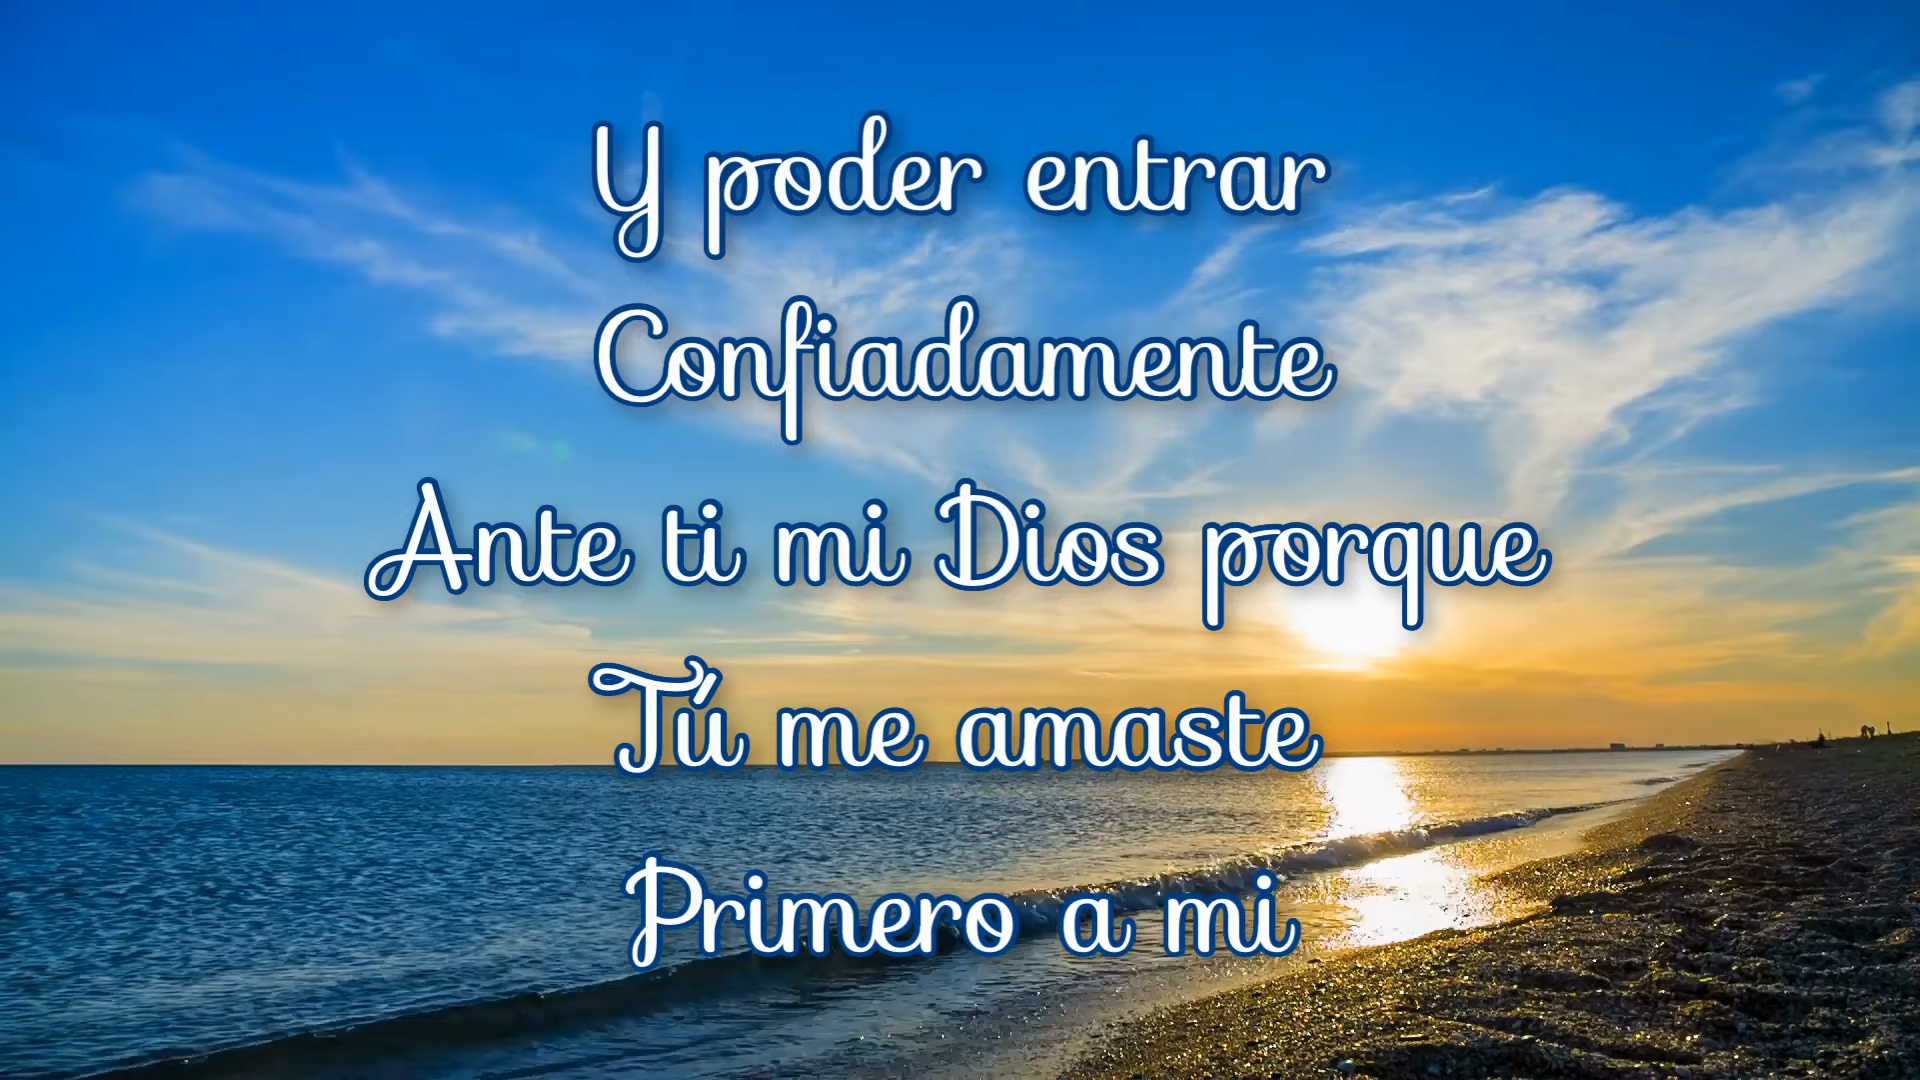 Y poder entrar
Confiadamente
Ante ti mi Dios porque
Tú me amaste
Primero a mi